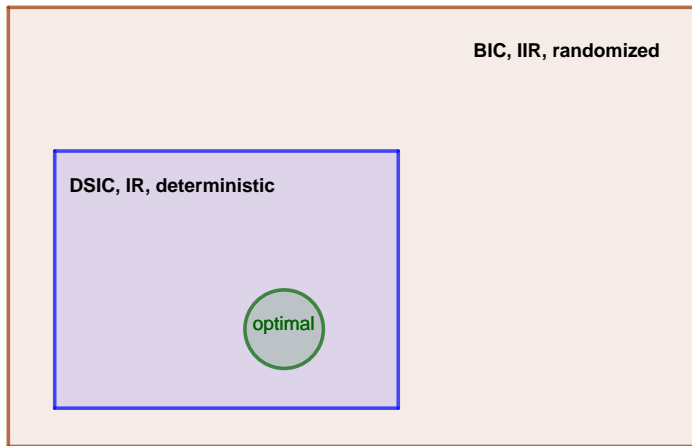 BIC, IIR, randomized
DSIC, IR, deterministic
optimal